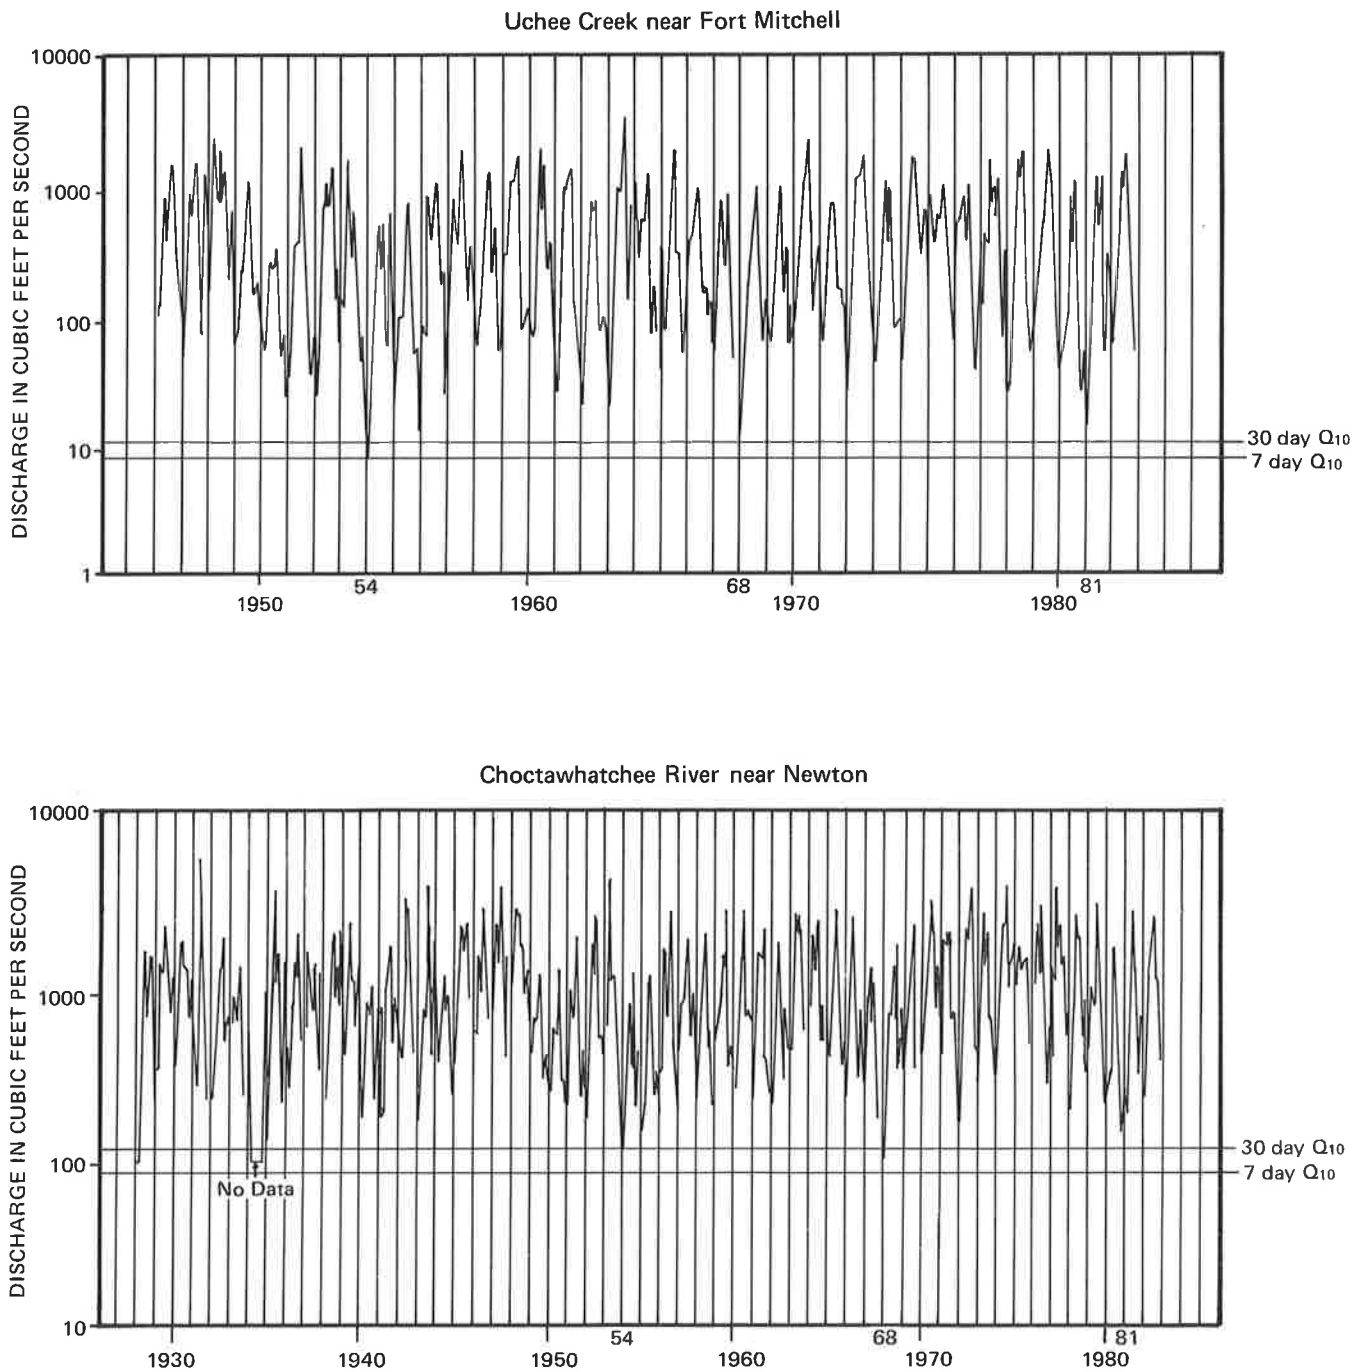 Uchee Creek near Fort Mitchell
DISCHARGE IN CUBIC FEET PER SECOND
10000
1000
100
10
1
30 day Q10
7 day Q10
54
68
81
1950
1960
1970
1980
Choctawhatchee River near Newton
DISCHARGE IN CUBIC FEET PER SECOND
10000
1000
100
10
30 day Q10
7 day Q10
No Data
54
68
81
1930
1940
1950
1960
1970
1980